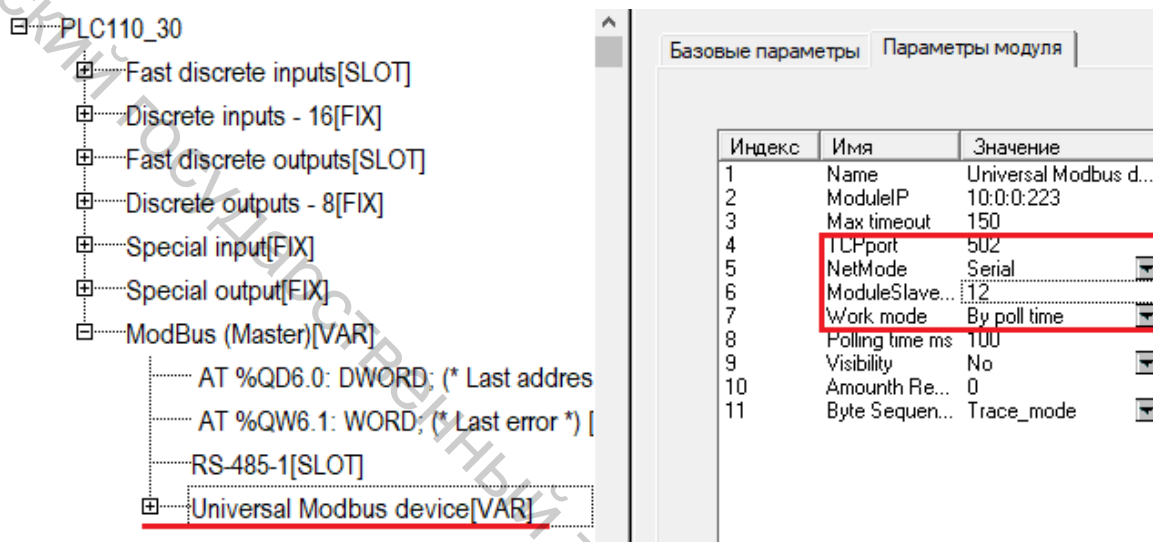 PLC110_30
Fast discrete inputs[SLOT]
Discrete inputs - 16[FIX]
Fast discrete outputs[SLOT]
Discrete outputs - 8[FIX]
Special input[FIX]
Special output[FIX]
ModBus (Master)[VAR]
AT %QD6.0: DWORD; (* Last addres
AT %QW6.1: WORD; (* Last error *) [
RS-485-1[SLOT]
Universal Modbus device[VAR]
Базовые параметры Параметры модуля
Индекс Имя Значение
1 Name Universal Modbus d...
2 ModuleIP 10:0:0:223
3 Max timeout 150
4 TCPport 502
5 NetMode Serial
6 ModuleSlave... 12
7 Work mode By poll time
8 Polling time ms 100
9 Visibility No
10 Amounth Re... 0
11 Byte Sequen... Trace_mode
ский государственный